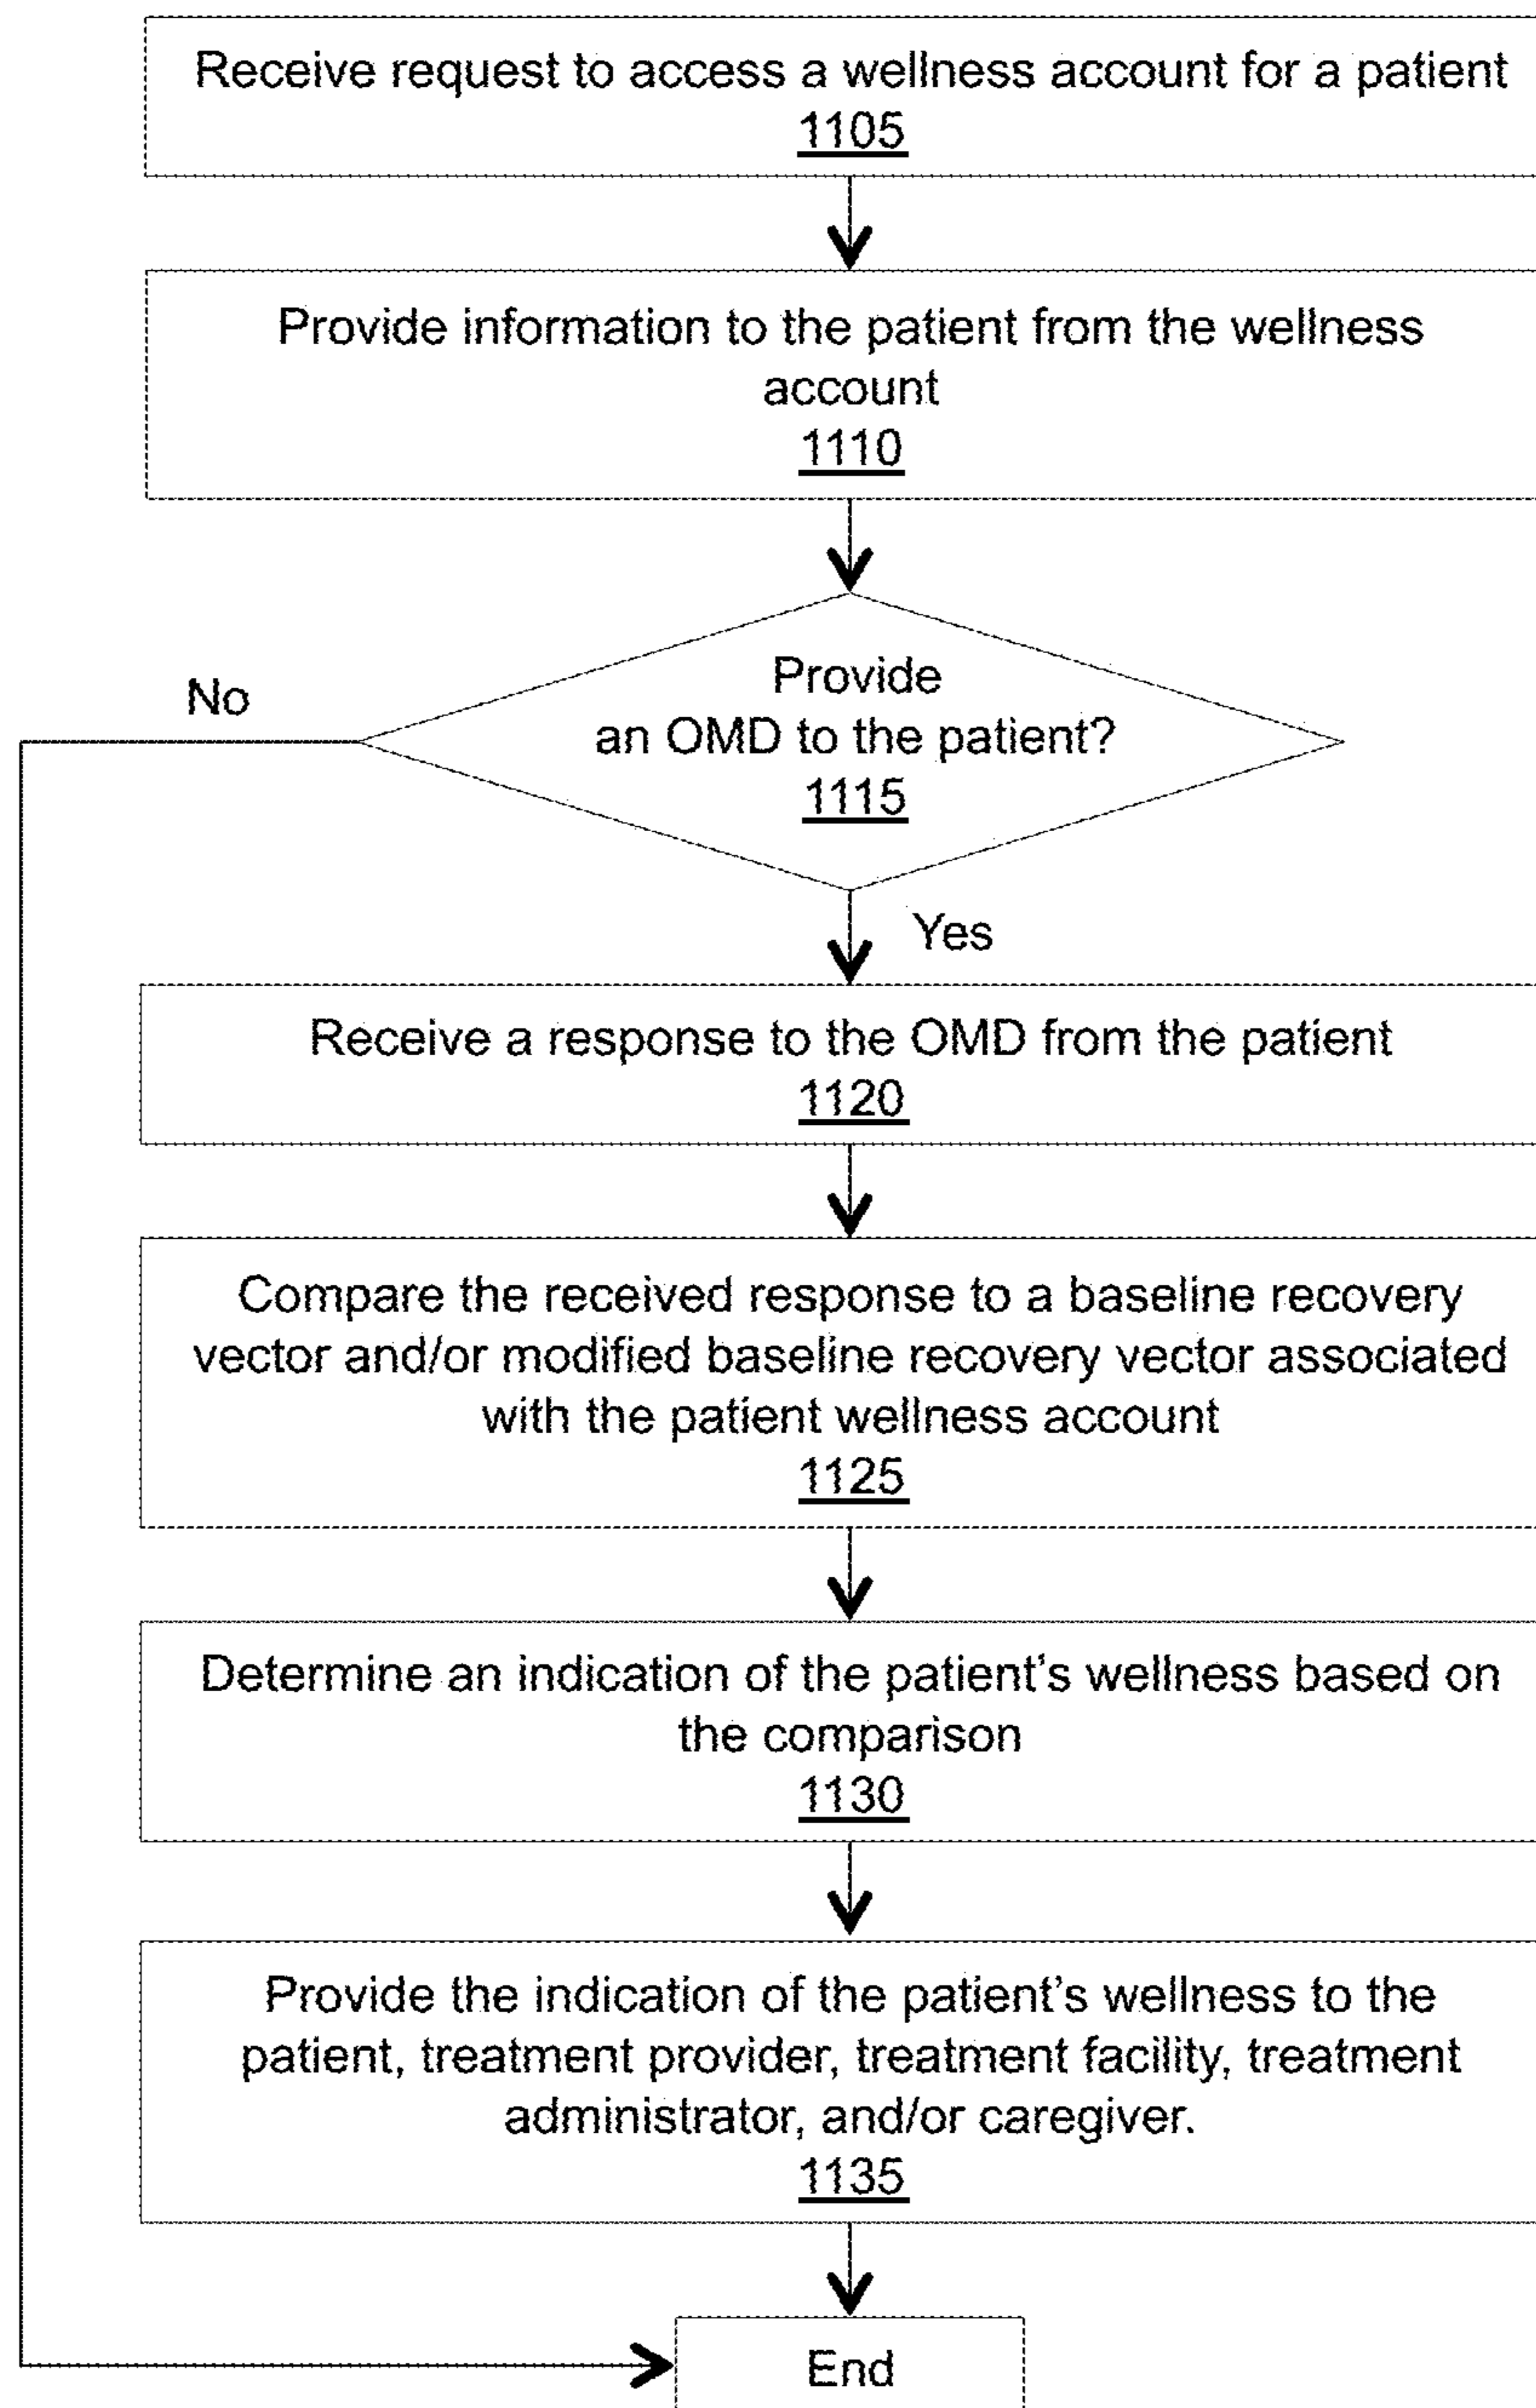 Receive request to access a wellness account for a patient
1105
Provide information to the patient from the wellness
account
1110
Provide
an OMD to the patient?
1115
No
Yes
Receive a response to the OMD from the patient
1120
Compare the received response to a baseline recovery
vector and/or modified baseline recovery vector associated
with the patient wellness account
1125
Determine an indication of the patient's wellness based on
the comparison
1130
Provide the indication of the patient's wellness to the
patient, treatment provider, treatment facility, treatment
administrator, and/or caregiver.
1135
End